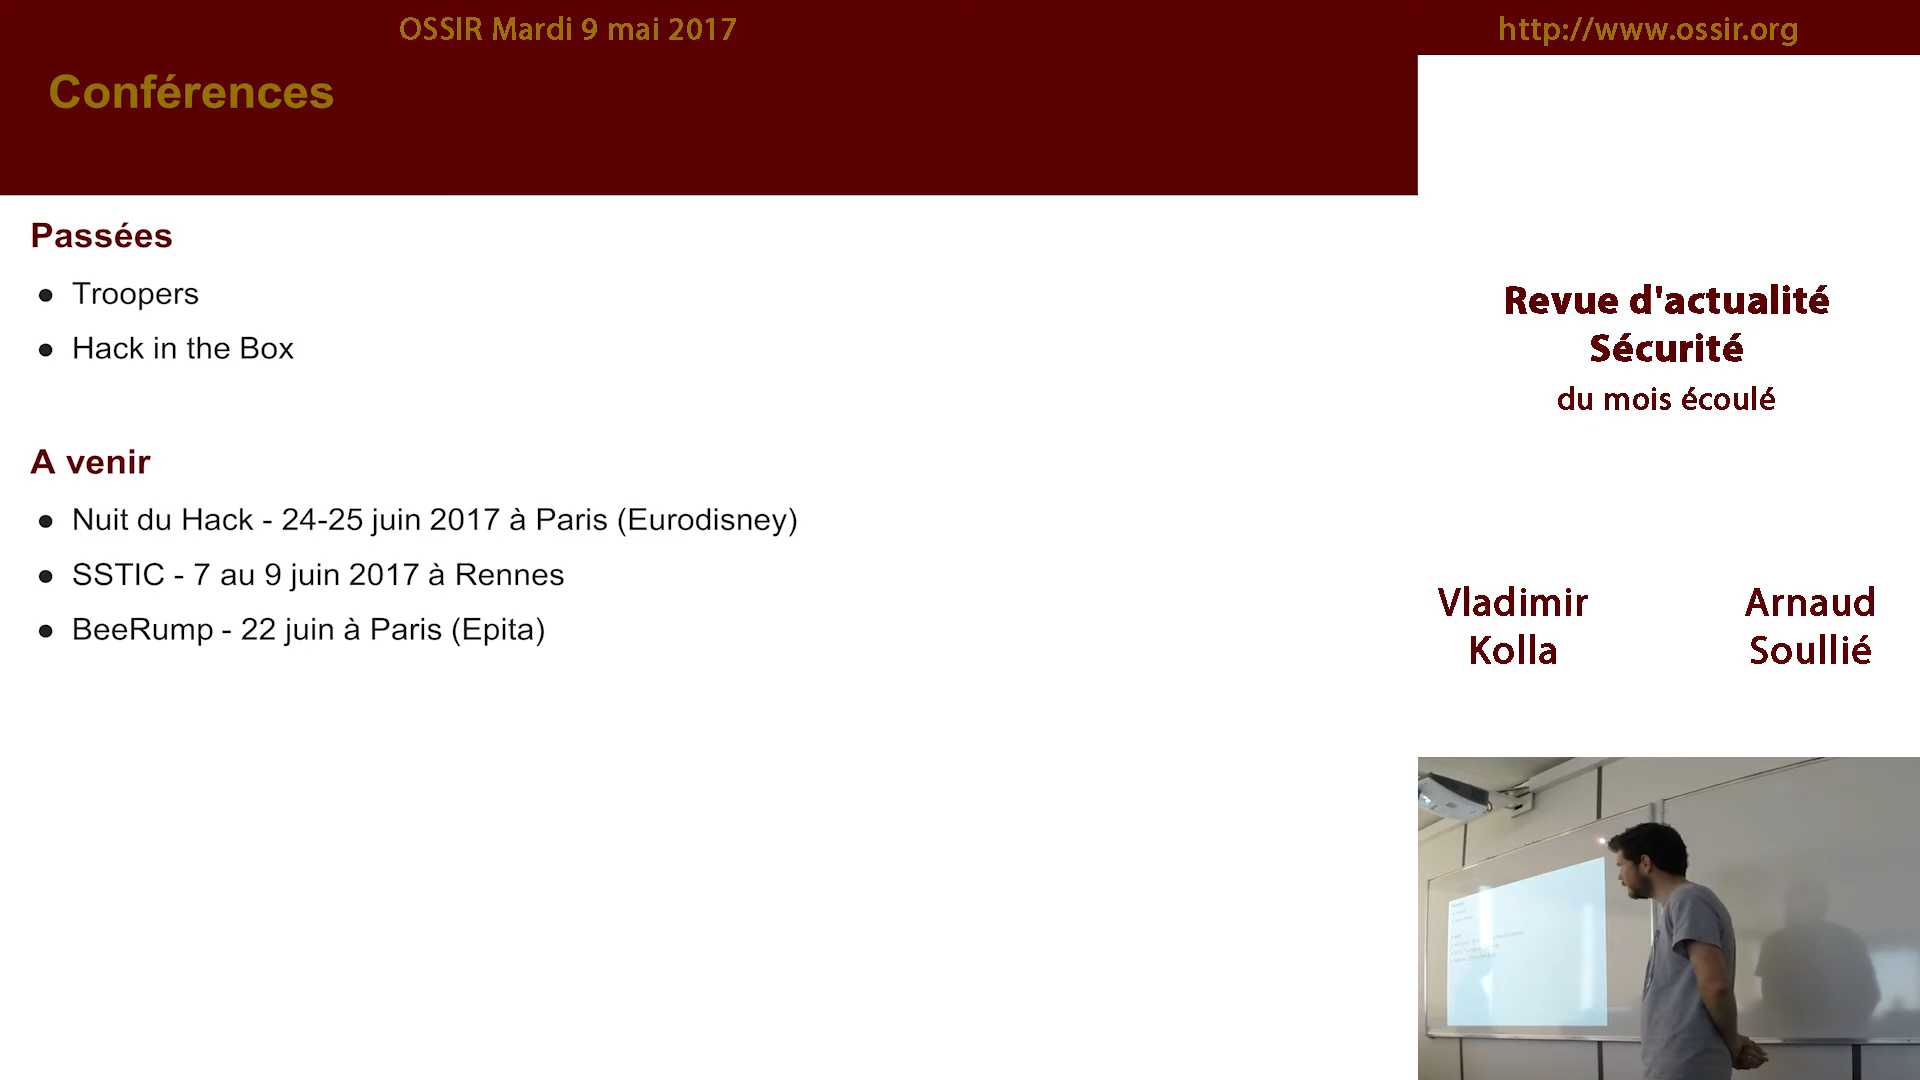 OSSIR Mardi 9 mai 2017
http://www.ossir.org
Conférences
Passées
● Troopers
● Hack in the Box
A venir
● Nuit du Hack - 24-25 juin 2017 à Paris (Eurodisney)
● SSTIC - 7 au 9 juin 2017 à Rennes
● BeeRump - 22 juin à Paris (Epita)
Revue d'actualité
Sécurité
du mois écoulé
Vladimir
Kolla
Arnaud
Soullié